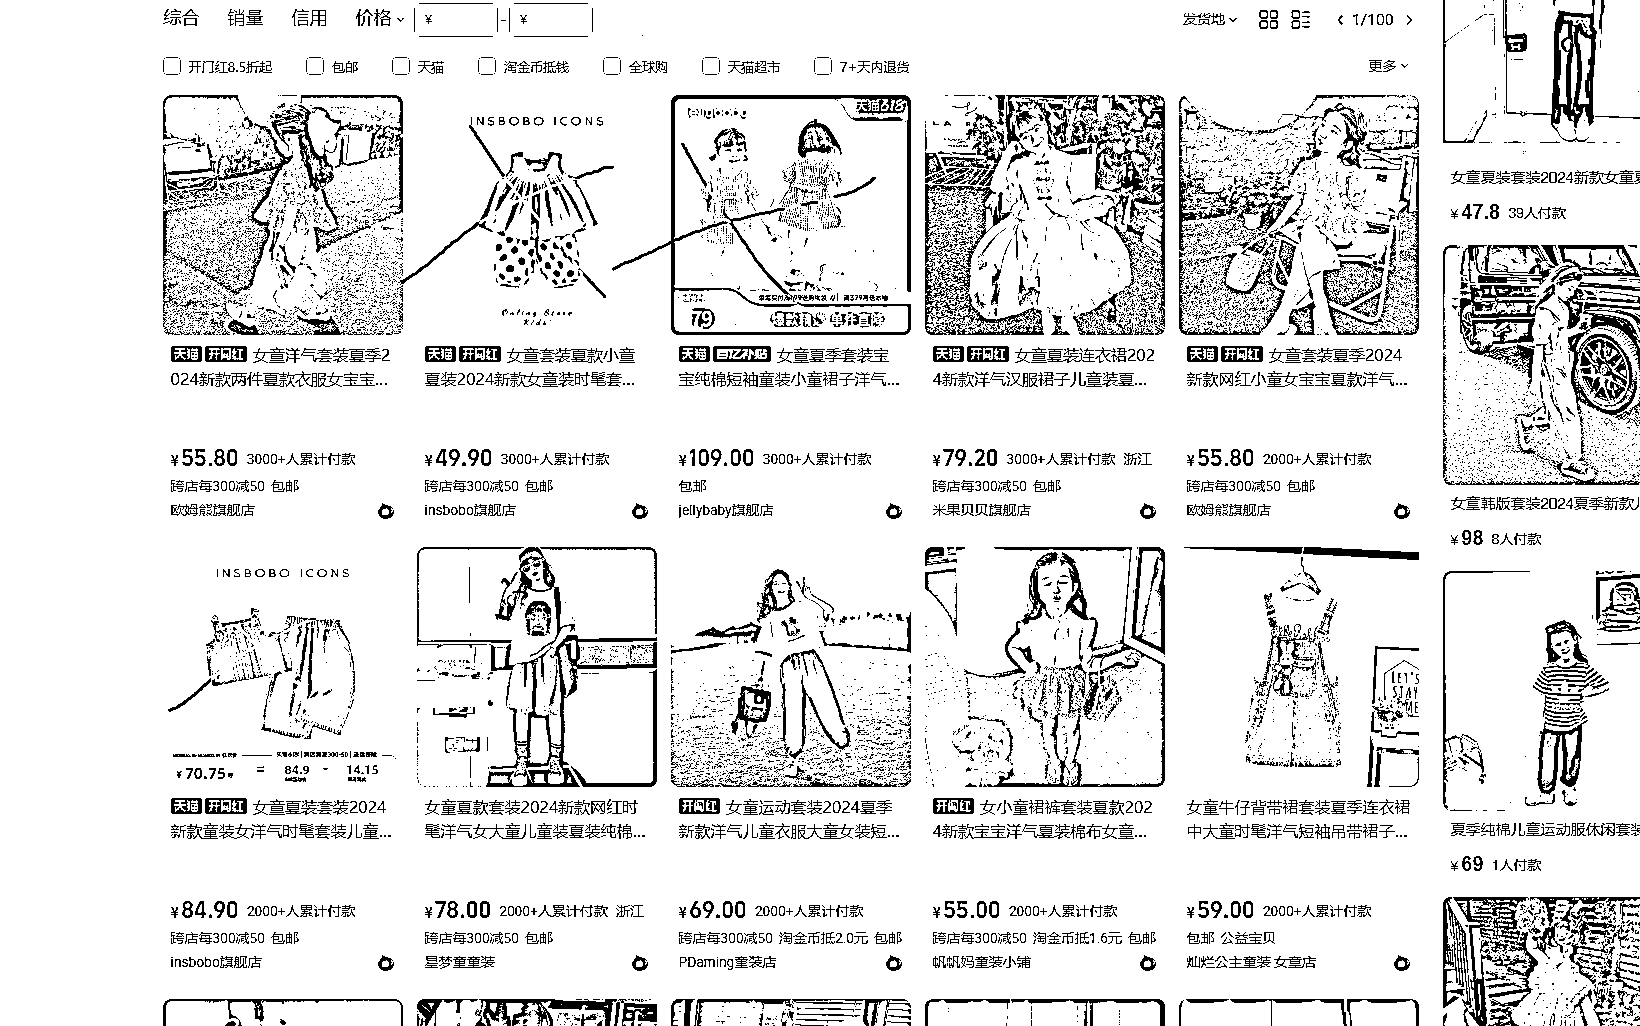 综合 销量 信用 价格 ¥ - ¥ 发货地 1/100
开门红8.5折起 包邮 天猫 淘金币抵钱 全球购 天猫超市 7+天内退货 更多
INSBOBO ICONS
Online Store
Kids
jellybaby
天猫618
79
天猫 开门红 女童洋气套装夏季2
024新款两件夏款衣服女宝宝...
¥55.80 3000+人累计付款
跨店每300减50 包邮
欧姆熊旗舰店
天猫 开门红 女童套装夏款小童
夏装2024新款女童装时髦套...
¥49.90 3000+人累计付款
跨店每300减50 包邮
insbobo旗舰店
天猫 百亿补贴 女童夏季套装宝
宝纯棉短袖童装小童裙子洋气...
¥109.00 3000+人累计付款
包邮
jellybaby旗舰店
天猫 开门红 女童夏装连衣裙202
4新款洋气汉服裙子儿童装夏...
¥79.20 3000+人累计付款 浙江
跨店每300减50 包邮
米果贝贝旗舰店
天猫 开门红 女童套装夏季2024
新款网红小童女宝宝夏款洋气...
¥55.80 2000+人累计付款
跨店每300减50 包邮
欧姆熊旗舰店
INSBOBO ICONS
¥70.75 = 84.9 - 14.15
LET'S
STAY
天猫 开门红 女童夏装套装2024
新款童装女洋气时髦套装儿童...
¥84.90 2000+人累计付款
跨店每300减50 包邮
insbobo旗舰店
女童夏款套装2024新款网红时
髦洋气女大童儿童装夏装纯棉...
¥78.00 2000+人累计付款 浙江
跨店每300减50 包邮
星梦童童装
开门红 女童运动套装2024夏季
新款洋气儿童衣服大童女装短...
¥69.00 2000+人累计付款
跨店每300减50 淘金币抵2.0元 包邮
PDaming童装店
开门红 女小童裙裤套装夏款202
4新款宝宝洋气夏装棉布女童...
¥55.00 2000+人累计付款
跨店每300减50 淘金币抵1.6元 包邮
帆帆妈童装小铺
女童牛仔背带裙套装夏季连衣裙
中大童时髦洋气短袖吊带裙子...
¥59.00 2000+人累计付款
包邮 公益宝贝
灿烂公主童装 女童店
女童夏装套装2024新款女童
¥47.8 39人付款
女童韩版套装2024夏季新款
¥98 8人付款
夏季纯棉儿童运动服休闲套装
¥69 1人付款